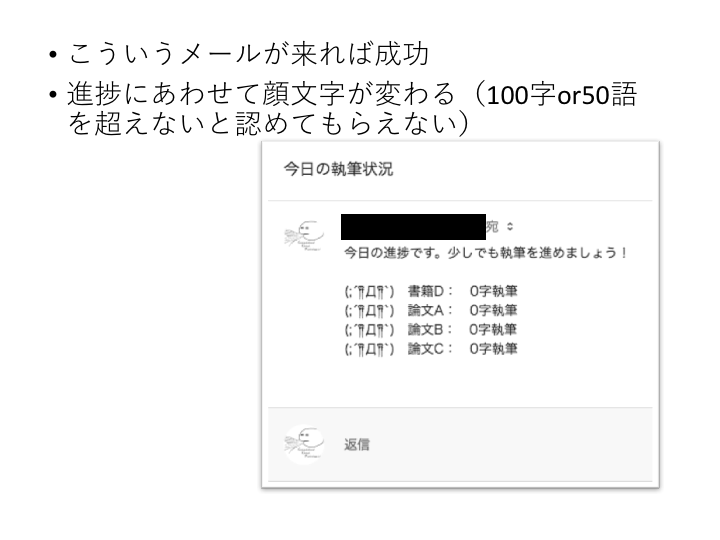 • こういうメールが来れば成功
• 進捗にあわせて顔文字が変わる（100字or50語
を超えないと認めてもらえない）
今日の執筆状況
宛
今日の進捗です。少しでも執筆を進めましょう！
(;´༎ຶД༎ຶ`) 書籍D： 0字執筆
(;´༎ຶД༎ຶ`) 論文A： 0字執筆
(;´༎ຶД༎ຶ`) 論文B： 0字執筆
(;´༎ຶД༎ຶ`) 論文C： 0字執筆
返信